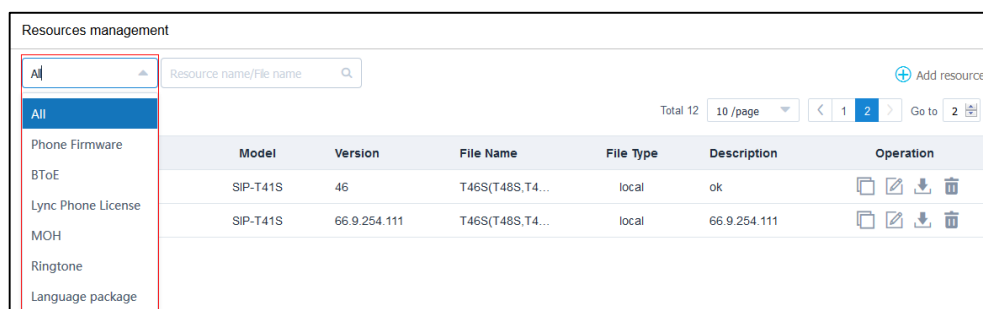 Resources management
All Resource name/File name Add resource
Total 12 10 /page < 1 2 > Go to 2
All
Phone Firmware
BToE
Lync Phone License
MOH
Ringtone
Language package
Model Version File Name File Type Description Operation
SIP-T41S 46 T46S(T48S,T4... local ok
SIP-T41S 66.9.254.111 T46S(T48S,T4... local 66.9.254.111